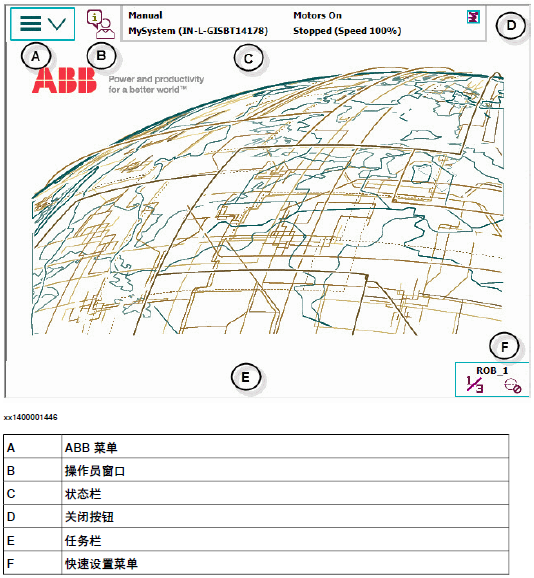 Manual
Motors On
MySystem (IN-L-GISBT14178)
Stopped (Speed 100%)
D
A
B
C
ABB
Power and productivity
for a better world™
F
E
ROB_1
1/3
xx1400001446
A ABB 菜单
B 操作员窗口
C 状态栏
D 关闭按钮
E 任务栏
F 快速设置菜单